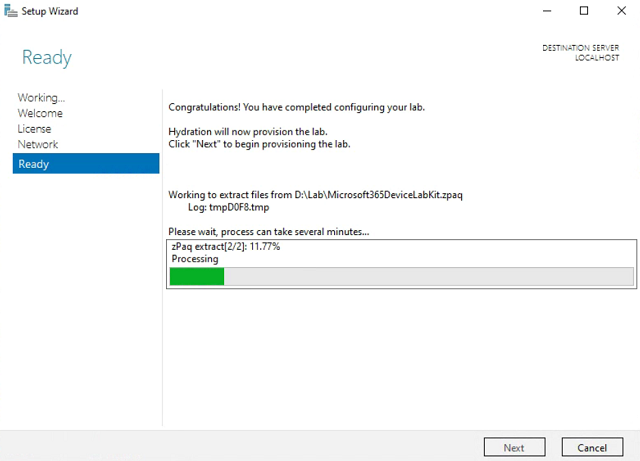 Setup Wizard
Ready
DESTINATION SERVER
LOCALHOST
Working...
Welcome
License
Network
Ready
Congratulations! You have completed configuring your lab.
Hydration will now provision the lab.
Click "Next" to begin provisioning the lab.
Working to extract files from D:\Lab\Microsoft365DeviceLabKit.zpaq
Log: tmpD0F8.tmp
Please wait, process can take several minutes...
zPaq extract[2/2]: 11.77%
Processing
Next
Cancel